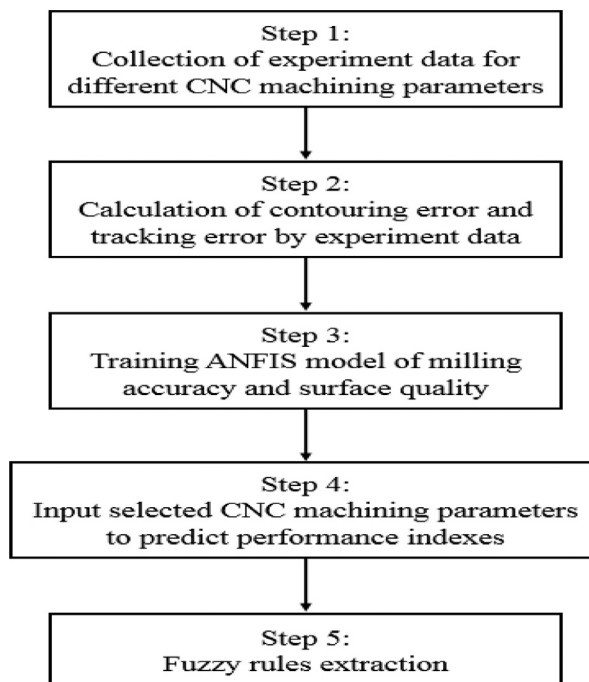 Step 1:
Collection of experiment data for
different CNC machining parameters
Step 2:
Calculation of contouring error and
tracking error by experiment data
Step 3:
Training ANFIS model of milling
accuracy and surface quality
Step 4:
Input selected CNC machining parameters
to predict performance indexes
Step 5:
Fuzzy rules extraction